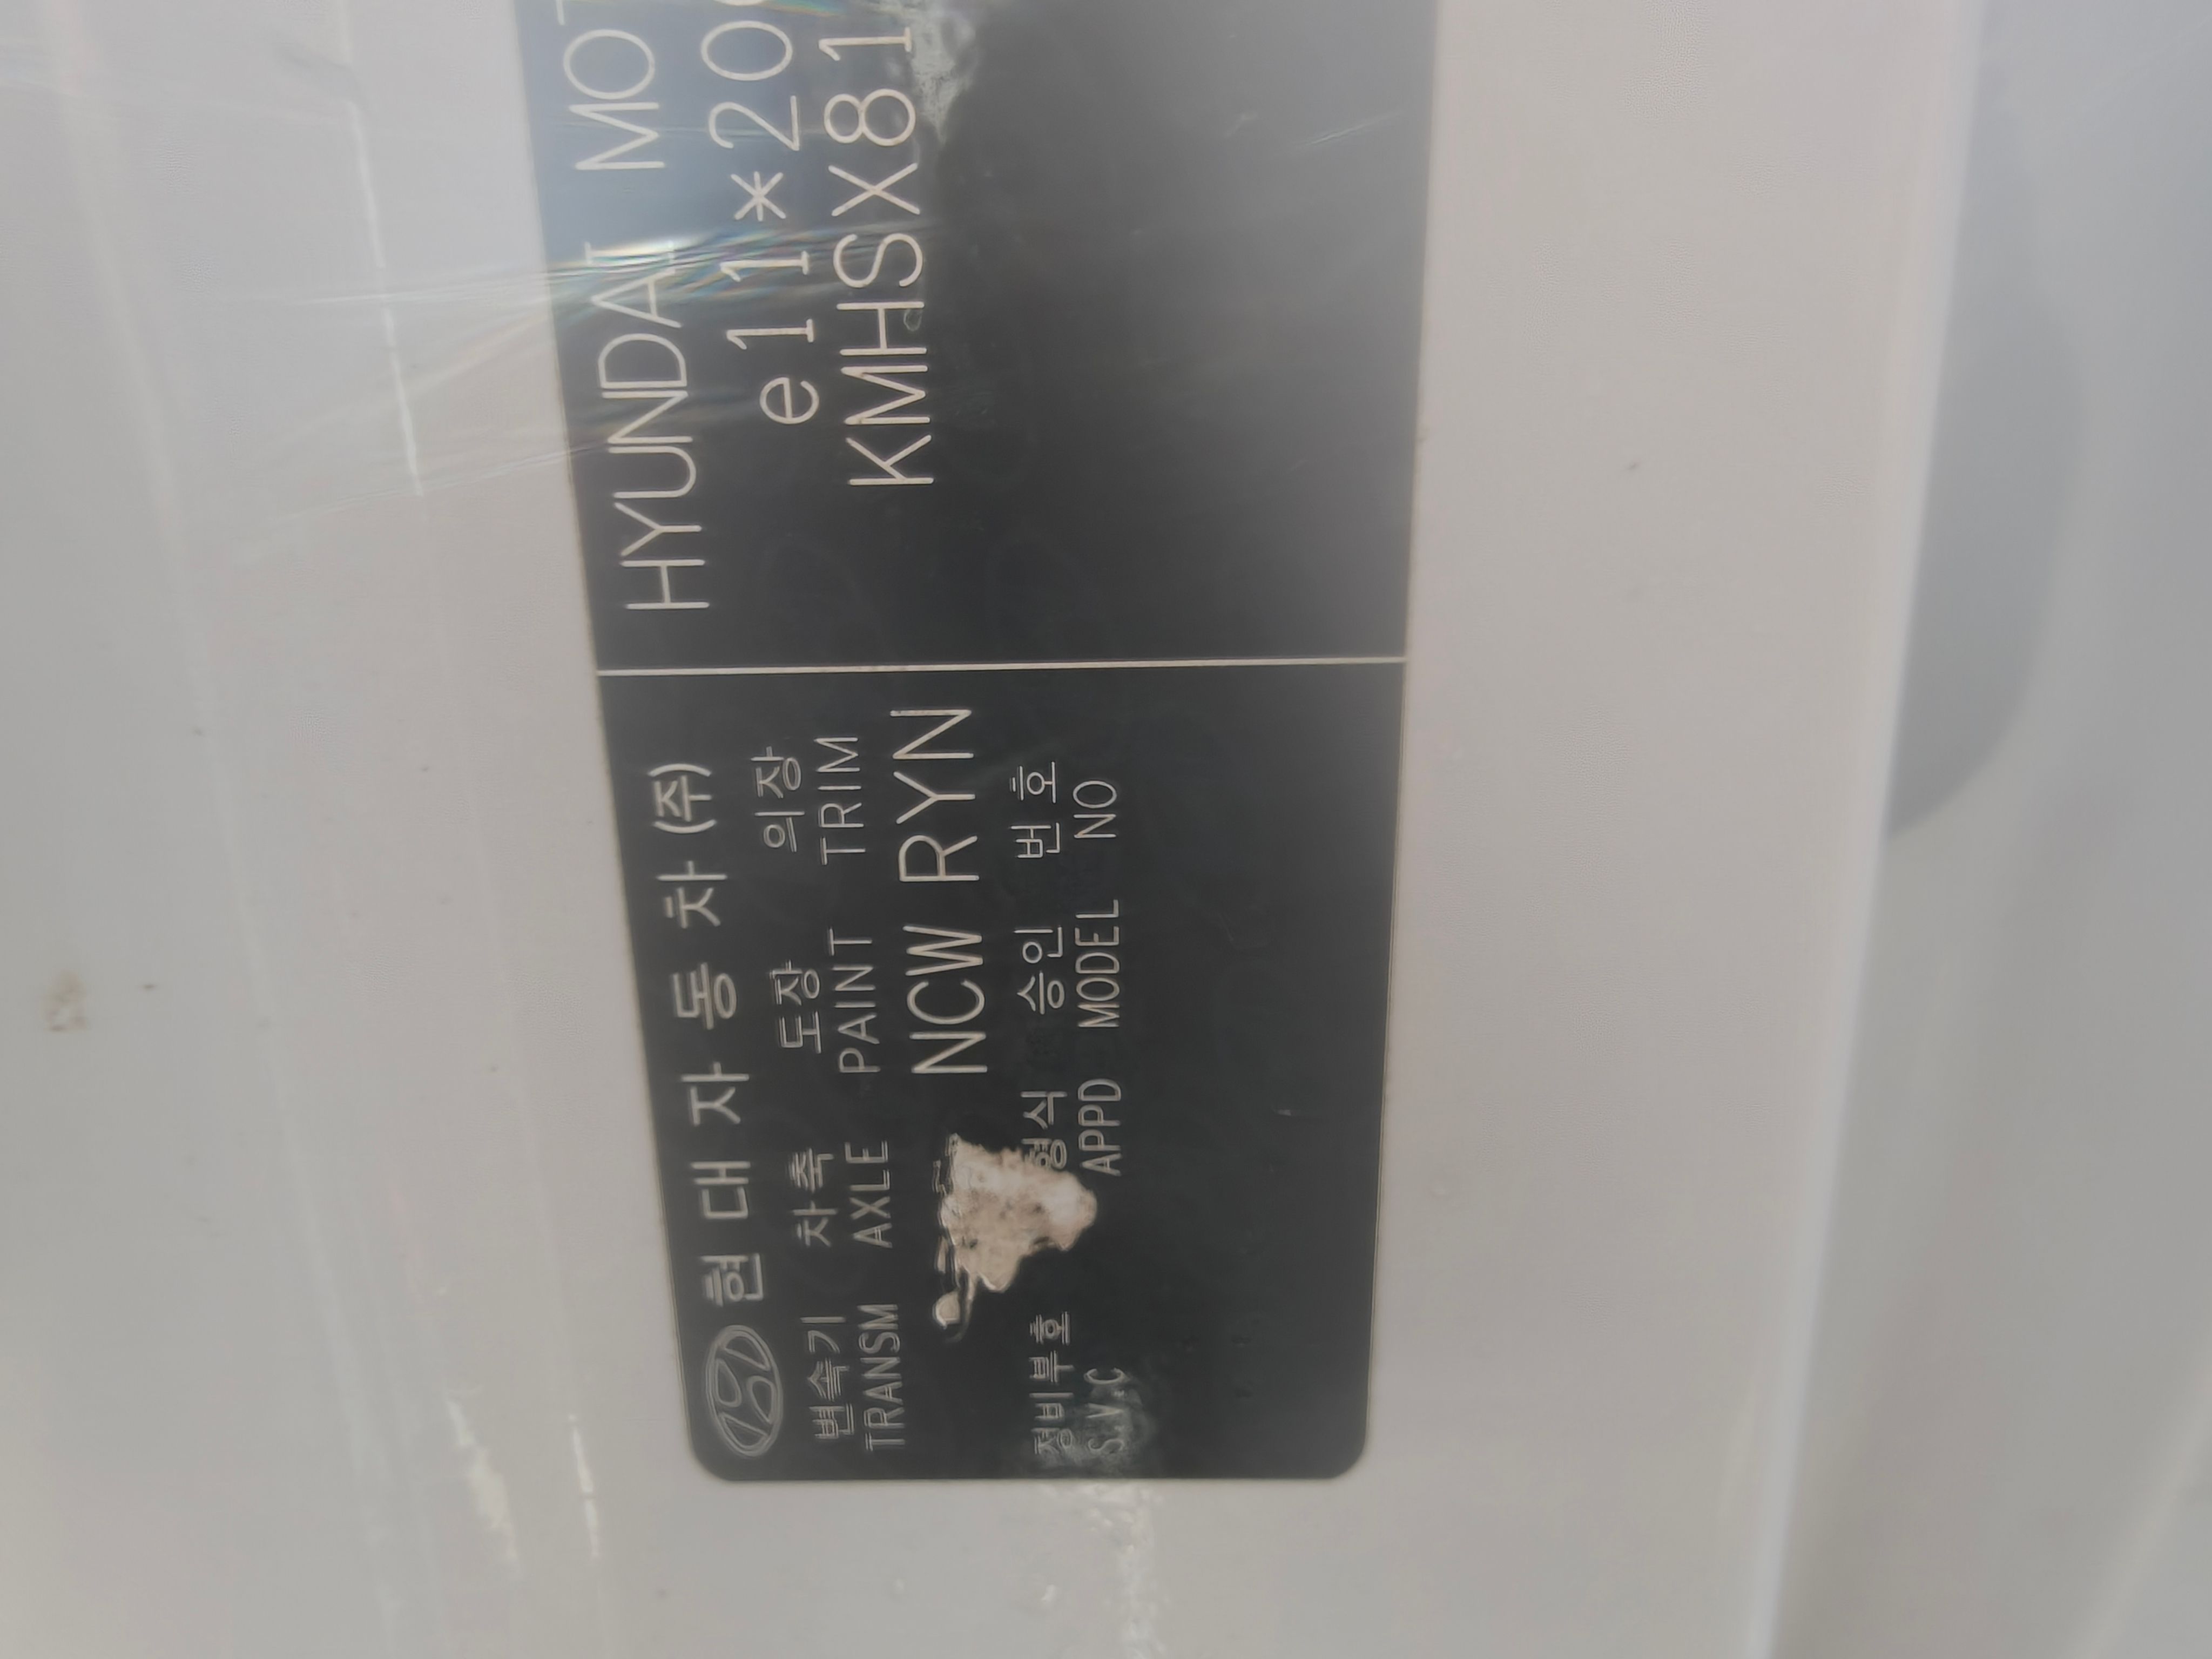 현대자동차(주)
변속기 차축 도장 의장
TRANSM AXLE PAINT TRIM
NCW RYN
정비부호 형식 승인 번호
S.V.C APPD MODEL NO
HYUNDAI MOT
e11*20
KMHSX81